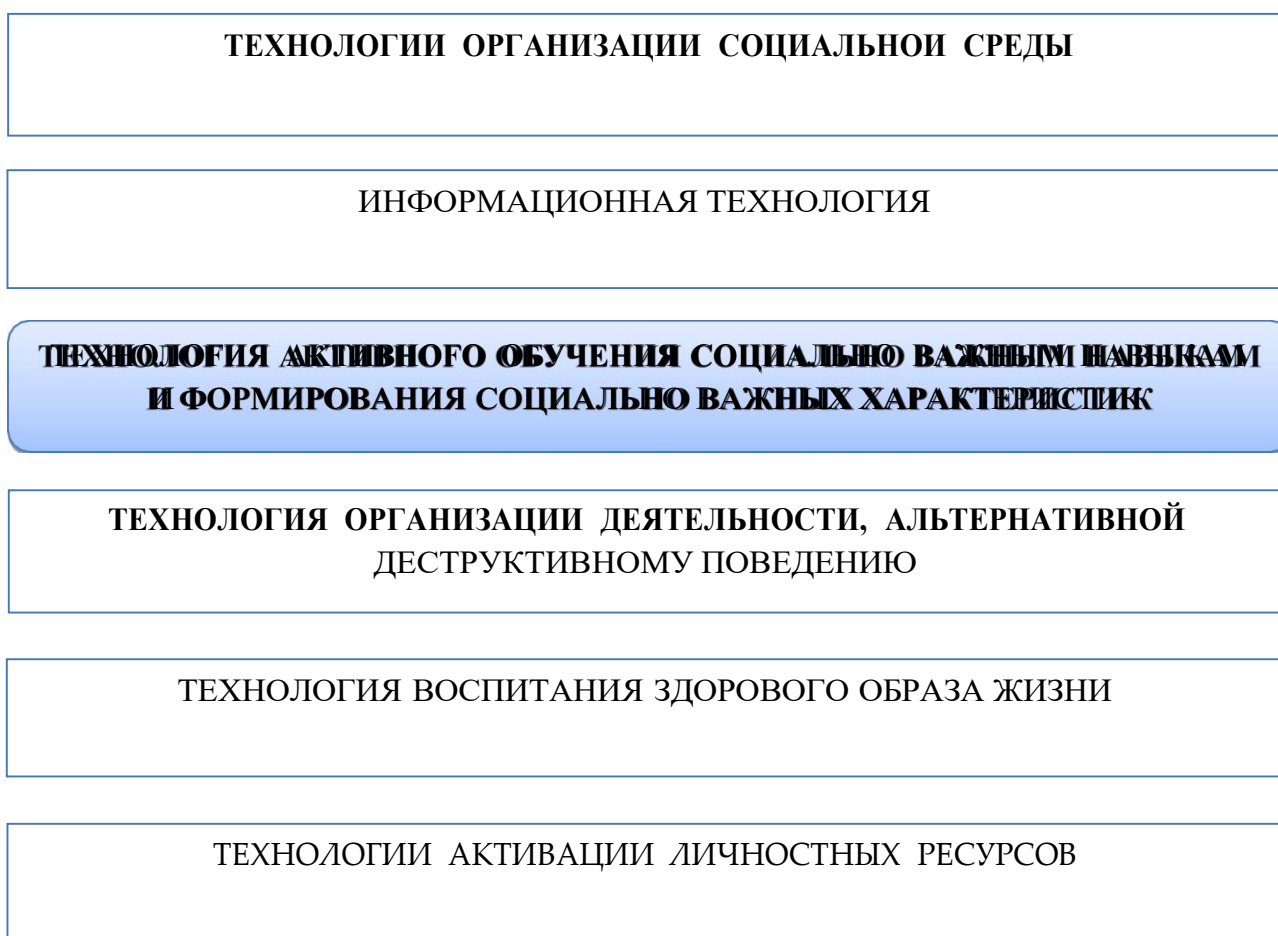 ТЕХНОЛОГИИ ОРГАНИЗАЦИИ СОЦИАЛЬНОИ СРЕДЫ
ИНФОРМАЦИОННАЯ ТЕХНОЛОГИЯ
ТЕХНОЛОГИЯ АКТИВНОГО ОБУЧЕНИЯ СОЦИАЛЬНО ВАЖНЫМ НАВЫКАМ
И ФОРМИРОВАНИЯ СОЦИАЛЬНО ВАЖНЫХ ХАРАКТЕРИСТИК
ТЕХНОЛОГИЯ ОРГАНИЗАЦИИ ДЕЯТЕЛЬНОСТИ, АЛЬТЕРНАТИВНОЙ
ДЕСТРУКТИВНОМУ ПОВЕДЕНИЮ
ТЕХНОЛОГИЯ ВОСПИТАНИЯ ЗДОРОВОГО ОБРАЗА ЖИЗНИ
ТЕХНОЛОГИИ АКТИВАЦИИ ЛИЧНОСТНЫХ РЕСУРСОВ